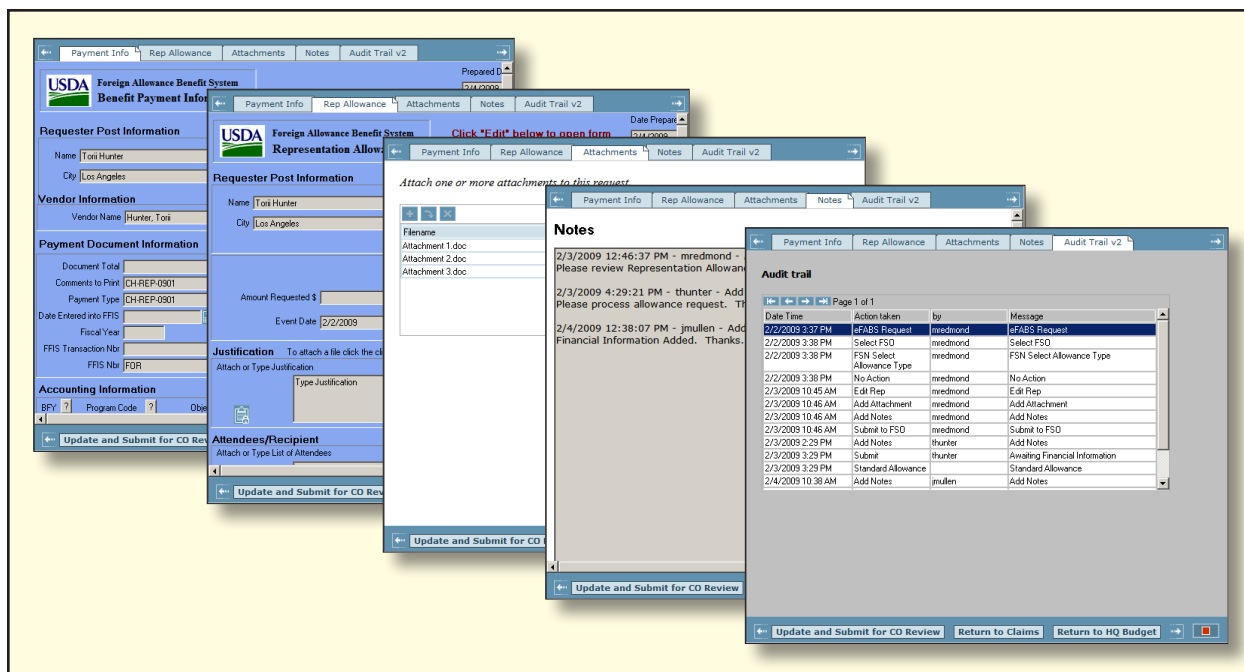 Payment Info Rep Allowance Attachments Notes Audit Trail v2
Prepared
USDA Foreign Allowance Benefit System
Benefit Payment
2/4/2009
Requester Post Information
Name Torii Hunter
City Los Angeles
Vendor Information
Vendor Name Hunter, Torii
Payment Document Information
Document Total
Comments to Print CH-REP-0901
Payment Type CH-REP-0901
Date Entered into FFIS
Fiscal Year
FFIS Transaction Nbr
FFIS Nbr FOR
Accounting Information
BFY ? Program Code ?
Update and Submit for CO
Payment Info Rep Allowance Attachments Notes Audit Trail v2
Date
USDA Foreign Allowance Benefit System
Click "Edit" below to open form
Representation
Requester Post Information
Name Torii Hunter
City Los Angeles
Amount Requested $
Event Date 2/2/2009
Justification To attach a file click the
Attach or Type Justification
Type Justification
Attendees/Recipient
Attach or Type List of Attendees
Update and Submit for CO
Payment Info Rep Allowance Attachments Notes Audit Trail v2
Attach one or more attachments to this request.
Filename
Attachment 1.doc
Attachment 2.doc
Attachment 3.doc
Update and Submit for CO
Payment Info Rep Allowance Attachments Notes Audit Trail v2
Notes
2/3/2009 12:46:37 PM - mredmond -
Please review Representation
2/3/2009 4:29:21 PM - thunter - Add
Please process allowance request.
2/4/2009 12:38:07 PM - jmullen - Add
Financial Information Added. Thanks.
Update and Submit for CO Review
Payment Info Rep Allowance Attachments Notes Audit Trail v2
Audit trail
Page 1 of 1
Date Time Action taken by Message
2/2/2009 3:37 PM eFABS Request mredmond eFABS Request
2/2/2009 3:38 PM Select FSO mredmond Select FSO
2/2/2009 3:38 PM FSN Select mredmond FSN Select Allowance Type
Allowance Type
2/2/2009 3:38 PM No Action mredmond No Action
2/3/2009 10:45 AM Edit Rep mredmond Edit Rep
2/3/2009 10:46 AM Add Attachment mredmond Add Attachment
2/3/2009 10:46 AM Add Notes mredmond Add Notes
2/3/2009 10:46 AM Submit to FSO mredmond Submit to FSO
2/3/2009 2:29 PM Add Notes thunter Add Notes
2/3/2009 3:29 PM Submit thunter Awaiting Financial Information
2/3/2009 3:29 PM Standard Allowance Standard Allowance
2/4/2009 10:38 AM Add Notes jmullen Add Notes
Update and Submit for CO Review Return to Claims Return to HQ Budget